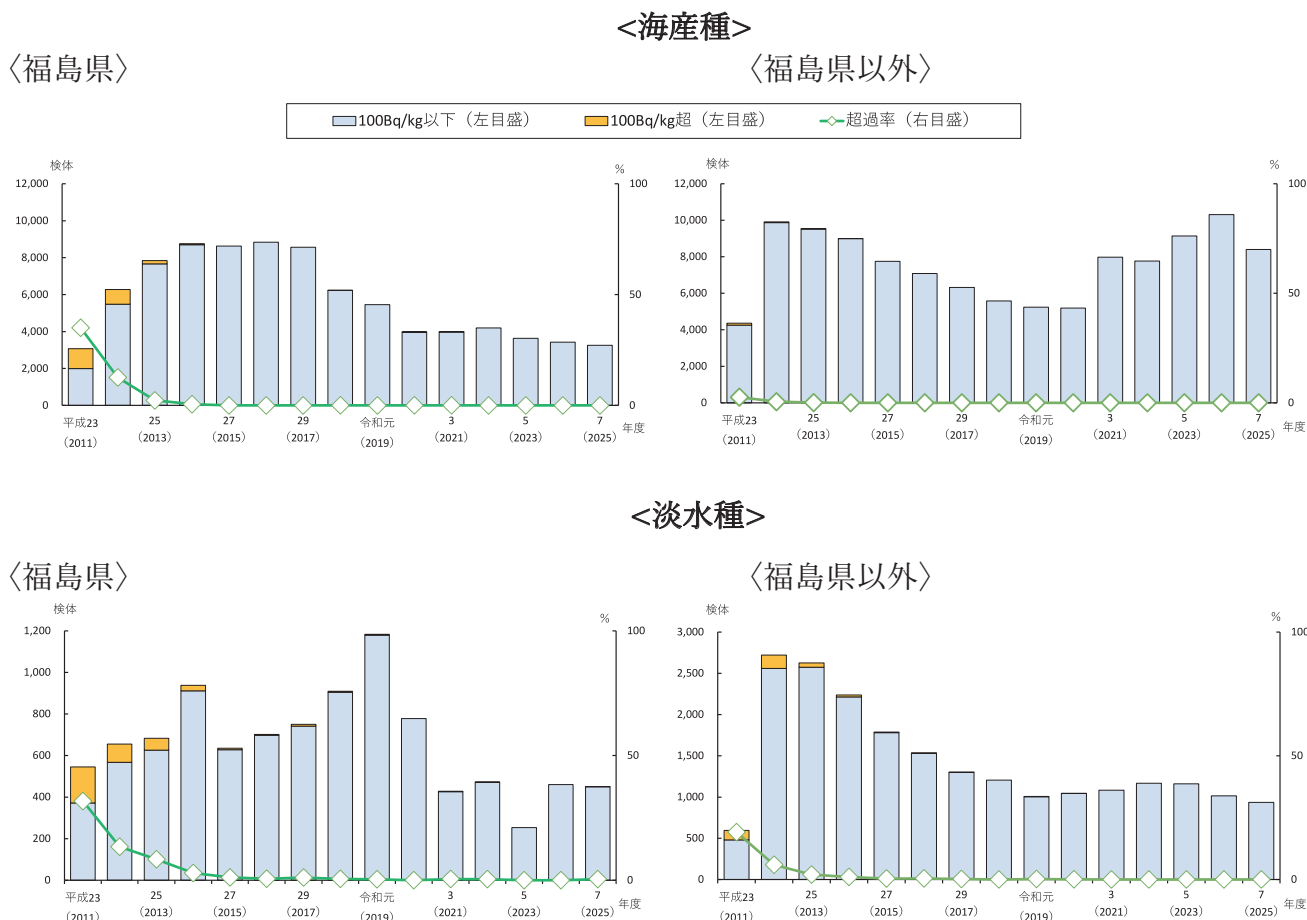 <海産種>
〈福島県〉
〈福島県以外〉
100Bq/kg以下（左目盛） 100Bq/kg超（左目盛） 超過率（右目盛）
検体
%
12,000
10,000
8,000
6,000
4,000
2,000
0
100
50
0
平成23 25 27 29 令和元 3 5 7
（2011） （2013） （2015） （2017） （2019） （2021） （2023） （2025）
年度
検体
%
12,000
10,000
8,000
6,000
4,000
2,000
0
100
50
0
平成23 25 27 29 令和元 3 5 7
（2011） （2013） （2015） （2017） （2019） （2021） （2023） （2025）
年度
<淡水種>
〈福島県〉
〈福島県以外〉
検体
%
1,200
1,000
800
600
400
200
0
100
50
0
平成23 25 27 29 令和元 3 5 7
（2011） （2013） （2015） （2017） （2019） （2021） （2023） （2025）
年度
検体
%
3,000
2,500
2,000
1,500
1,000
500
0
100
50
0
平成23 25 27 29 令和元 3 5 7
（2011） （2013） （2015） （2017） （2019） （2021） （2023） （2025）
年度